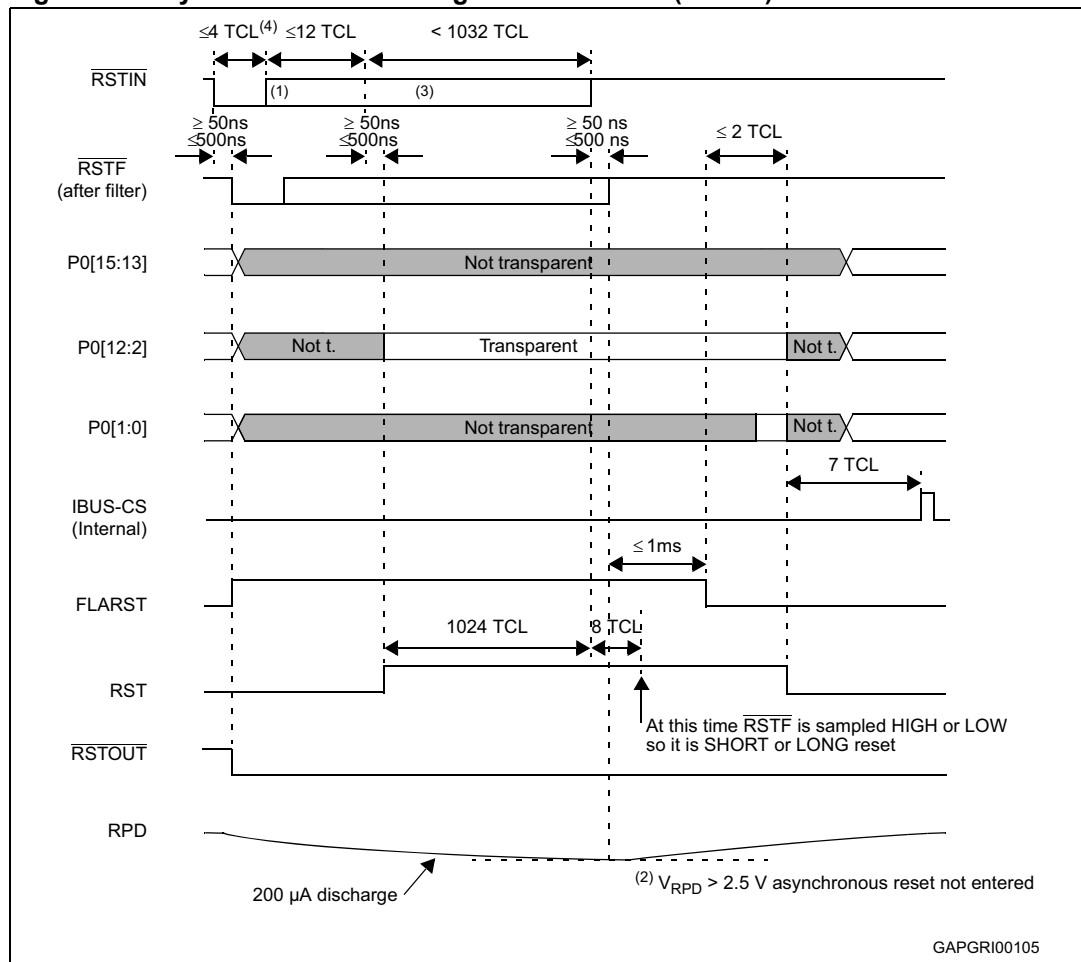 ≤4 TCL(4) ≤12 TCL < 1032 TCL
RSTIN
(1) (3)
≥ 50ns ≥ 50ns ≥ 50 ns
≤500ns ≤500ns ≤500 ns
≤ 2 TCL
RSTF
(after filter)
P0[15:13] Not transparent
P0[12:2] Not t. Transparent Not t.
P0[1:0] Not transparent Not t.
7 TCL
IBUS-CS
(Internal)
≤ 1ms
FLARST
1024 TCL 8 TCL
RST
At this time RSTF is sampled HIGH or LOW
so it is SHORT or LONG reset
RSTOUT
RPD
200 µA discharge
(2) VRPD > 2.5 V asynchronous reset not entered
GAPGRI00105